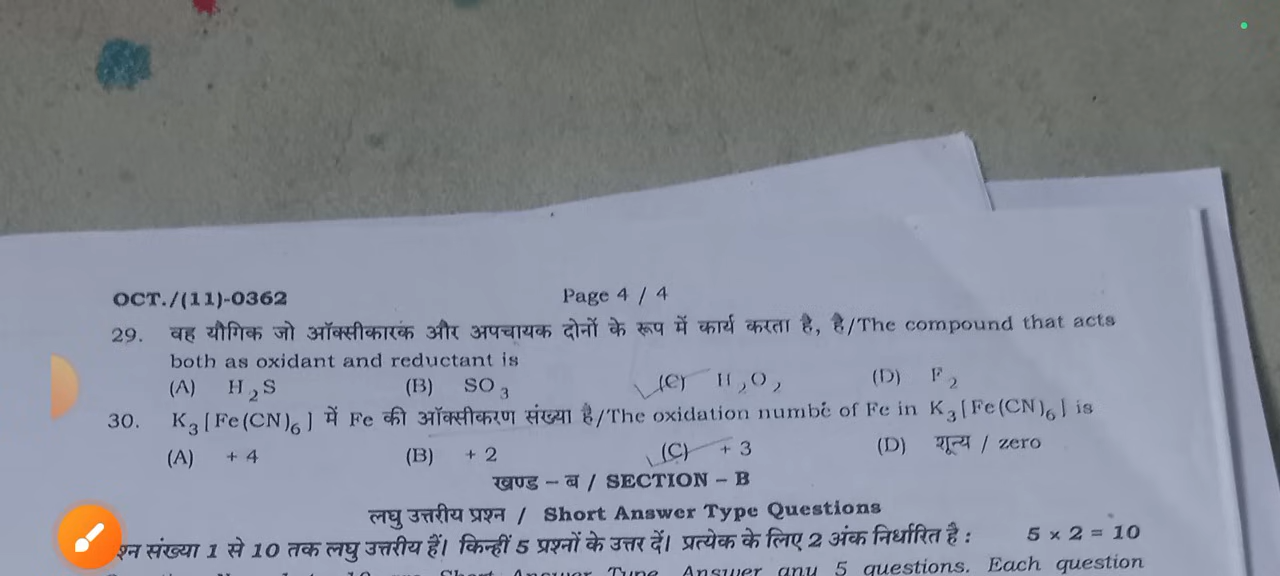 OCT./(11)-0362 Page 4 / 4
29. वह यौगिक जो ऑक्सीकारक और अपचायक दोनों के रूप में कार्य करता है, है/The compound that acts
both as oxidant and reductant is
(A) H₂S (B) SO₃ (C) H₂O₂ (D) F₂
30. K₃[Fe(CN)₆] में Fe की ऑक्सीकरण संख्या है/The oxidation numbe of Fe in K₃[Fe(CN)₆] is
(A) + 4 (B) + 2 (C) + 3 (D) शून्य / zero
खण्ड – ब / SECTION – B
लघु उत्तरीय प्रश्न / Short Answer Type Questions
श्न संख्या 1 से 10 तक लघु उत्तरीय हैं। किन्हीं 5 प्रश्नों के उत्तर दें। प्रत्येक के लिए 2 अंक निर्धारित है : 5 × 2 = 10
Short Answer Type. Answer any 5 questions. Each question